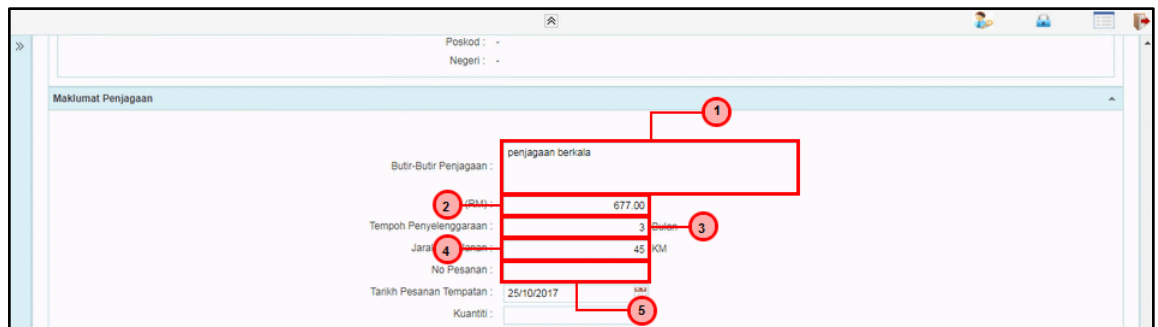 Poskod : -
Negeri : -
Maklumat Penjagaan
1
Butir-Butir Penjagaan : penjagaan berkala
2 (RM) : 677.00
Tempoh Penyelenggaraan : 3 Bulan 3
4 45 KM
No Pesanan :
Tarikh Pesanan Tempatan : 25/10/2017
5
Kuantiti :